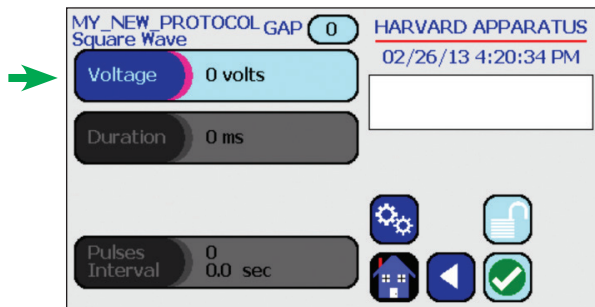 MY_NEW_PROTOCOL GAP 0
Square Wave
HARVARD APPARATUS
02/26/13 4:20:34 PM
Voltage 0 volts
Duration 0 ms
Pulses 0
Interval 0.0 sec